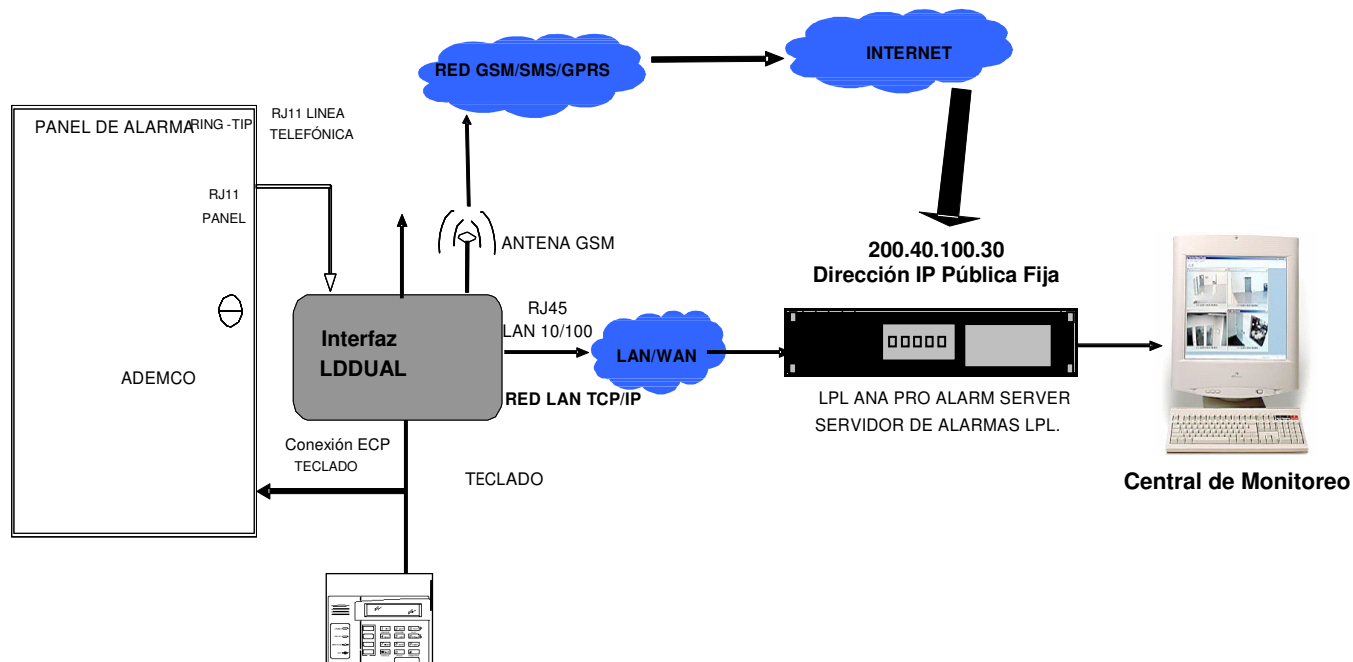 INTERNET
RED GSM/SMS/GPRS
PANEL DE ALARMA
RING -TIP
RJ11 LINEA
TELEFÓNICA
RJ11
PANEL
ANTENA GSM
200.40.100.30
Dirección IP Pública Fija
RJ45
LAN 10/100
Interfaz
LDDUAL
LAN/WAN
ADEMCO
RED LAN TCP/IP
LPL ANA PRO ALARM SERVER
SERVIDOR DE ALARMAS LPL.
Conexión ECP
TECLADO
TECLADO
Central de Monitoreo